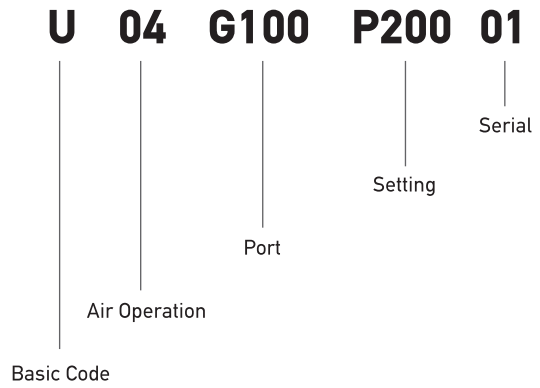 U 04 G100 P200 01
Serial
Setting
Port
Air Operation
Basic Code